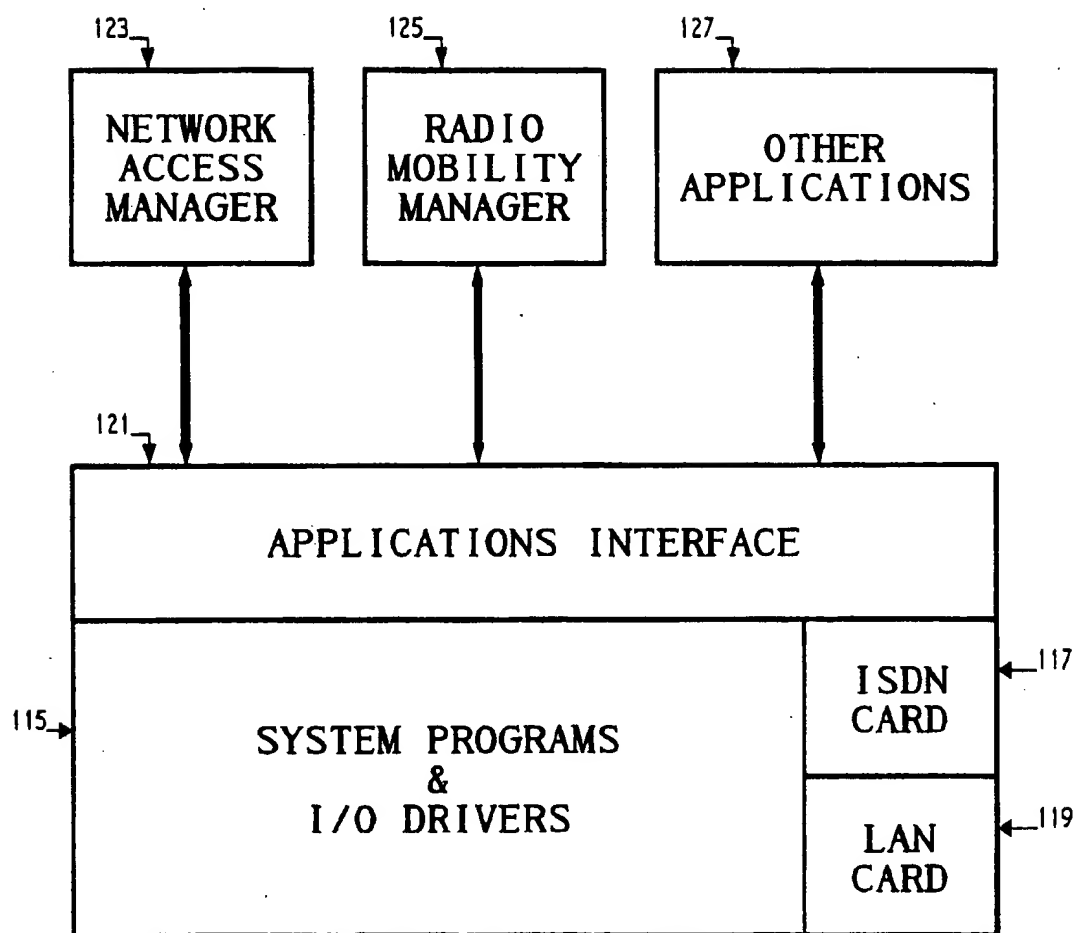 123
125
127
NETWORK
ACCESS
MANAGER
RADIO
MOBILITY
MANAGER
OTHER
APPLICATIONS
121
APPLICATIONS INTERFACE
115
SYSTEM PROGRAMS
&
I/O DRIVERS
ISDN
CARD
117
LAN
CARD
119